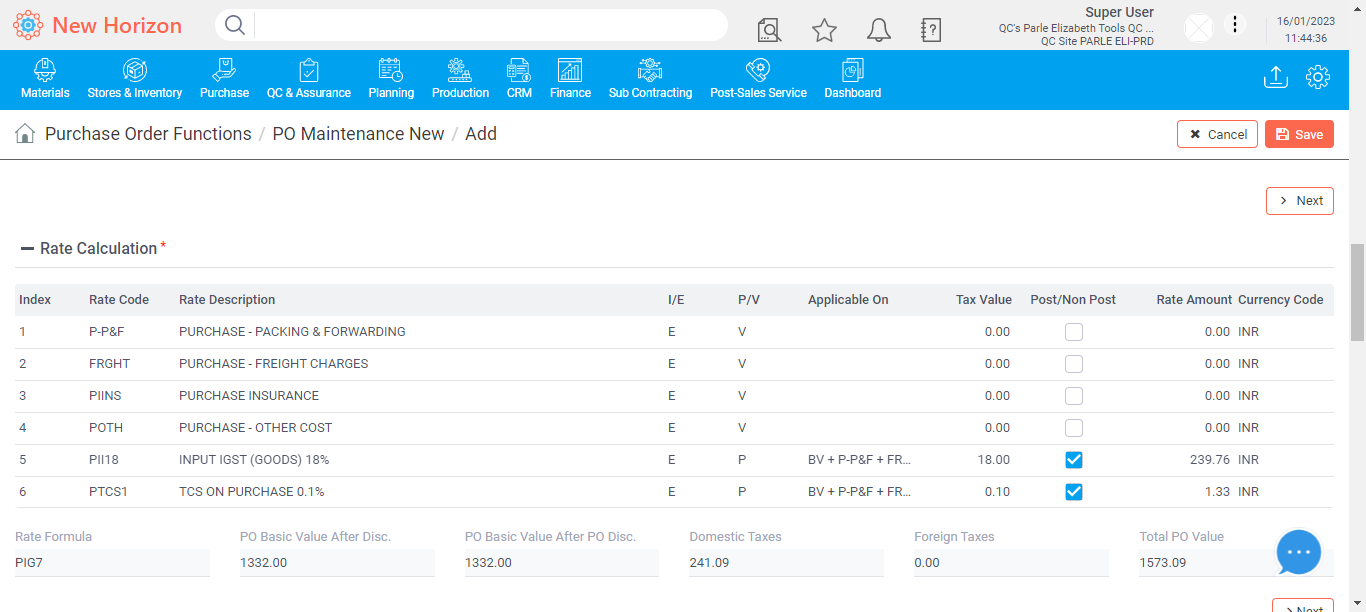 New Horizon
Super User
QC's Parle Elizabeth Tools QC ...
QC Site PARLE ELI-PRD
16/01/2023
11:44:36
Materials Stores & Inventory Purchase QC & Assurance Planning Production CRM Finance Sub Contracting Post-Sales Service Dashboard
Purchase Order Functions / PO Maintenance New / Add
Cancel Save
Next
Rate Calculation *
Index Rate Code Rate Description I/E P/V Applicable On Tax Value Post/Non Post Rate Amount Currency Code
1 P-P&F PURCHASE - PACKING & FORWARDING E V 0.00 0.00 INR
2 FRGHT PURCHASE - FREIGHT CHARGES E V 0.00 0.00 INR
3 PIINS PURCHASE INSURANCE E V 0.00 0.00 INR
4 POTH PURCHASE - OTHER COST E V 0.00 0.00 INR
5 PII18 INPUT IGST (GOODS) 18% E P BV + P-P&F + FR... 18.00 239.76 INR
6 PTCS1 TCS ON PURCHASE 0.1% E P BV + P-P&F + FR... 0.10 1.33 INR
Rate Formula PO Basic Value After Disc. PO Basic Value After PO Disc. Domestic Taxes Foreign Taxes Total PO Value
PIG7 1332.00 1332.00 241.09 0.00 1573.09
Next